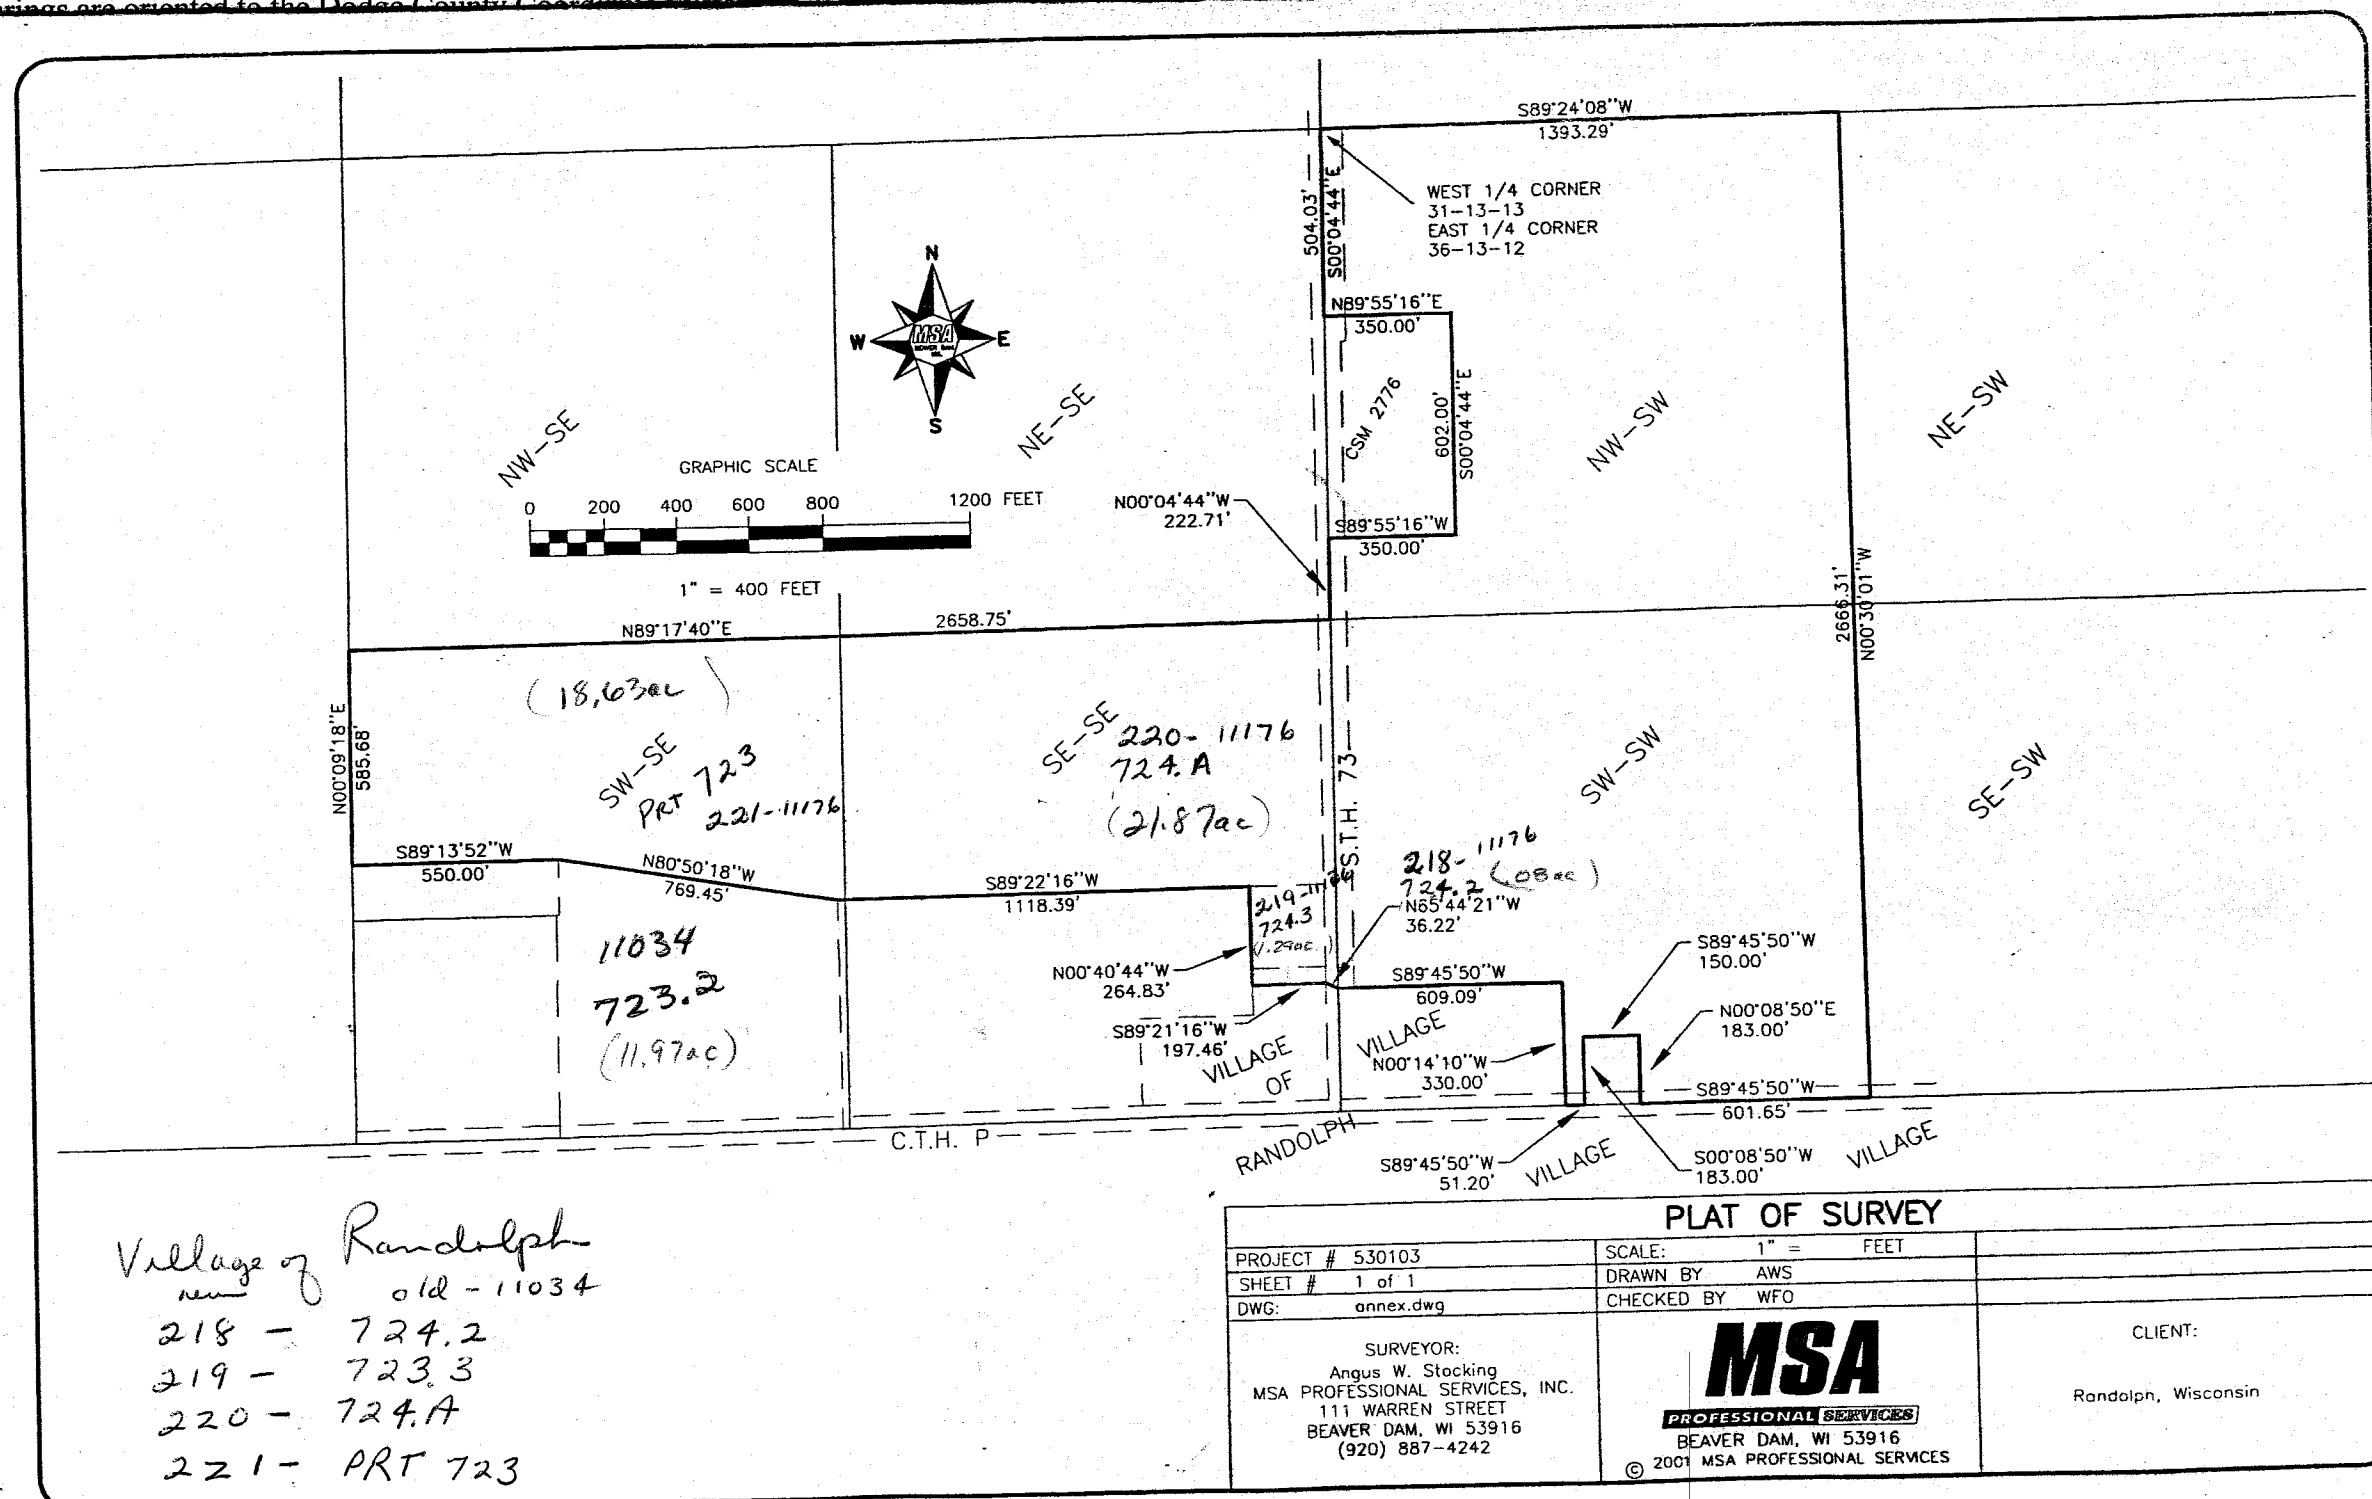 rings are oriented to the Dodge County
S89°24'08"W
1393.29'
504.03'
S00°04'44"E
WEST 1/4 CORNER
31-13-13
EAST 1/4 CORNER
36-13-12
N
W
E
S
MSA
N89°55'16"E
350.00'
CSM 2776
602.00'
S00°04'44"E
NW-SE
NE-SE
NW-SW
NE-SW
GRAPHIC SCALE
0 200 400 600 800 1200 FEET
1" = 400 FEET
N00°04'44"W
222.71'
S89°55'16"W
350.00'
N89°17'40"E
2658.75'
2666.31'
N00°30'01"W
(18,63ac)
N00°09'18"E
585.68'
SW-SE
PRT 723
221-11176
SE-SE
220-11176
724.A
(21.87ac)
S.T.H. 73
SW-SW
SE-SW
S89°13'52"W
550.00'
N80°50'18"W
769.45'
S89°22'16"W
1118.39'
219-
724.3
(1.29ac)
218-11176
724.2 (.08ac)
N65°44'21"W
36.22'
11034
723.2
(11.97ac)
N00°40'44"W
264.83'
S89°21'16"W
197.46'
S89°45'50"W
609.09'
S89°45'50"W
150.00'
N00°08'50"E
183.00'
VILLAGE
OF
RANDOLPH
VILLAGE
N00°14'10"W
330.00'
S89°45'50"W
601.65'
C.T.H. P
S89°45'50"W
51.20'
VILLAGE
S00°08'50"W
183.00'
VILLAGE
Village of Randolph
new old - 11034
218 - 724.2
219 - 723.3
220 - 724.A
221 - PRT 723
PLAT OF SURVEY
PROJECT # 530103
SHEET # 1 of 1
DWG: annex.dwg
SCALE: 1" = FEET
DRAWN BY AWS
CHECKED BY WFO
SURVEYOR:
Angus W. Stocking
MSA PROFESSIONAL SERVICES, INC.
111 WARREN STREET
BEAVER DAM, WI 53916
(920) 887-4242
MSA
PROFESSIONAL SERVICES
BEAVER DAM, WI 53916
© 2001 MSA PROFESSIONAL SERVICES
CLIENT:
Randolph, Wisconsin